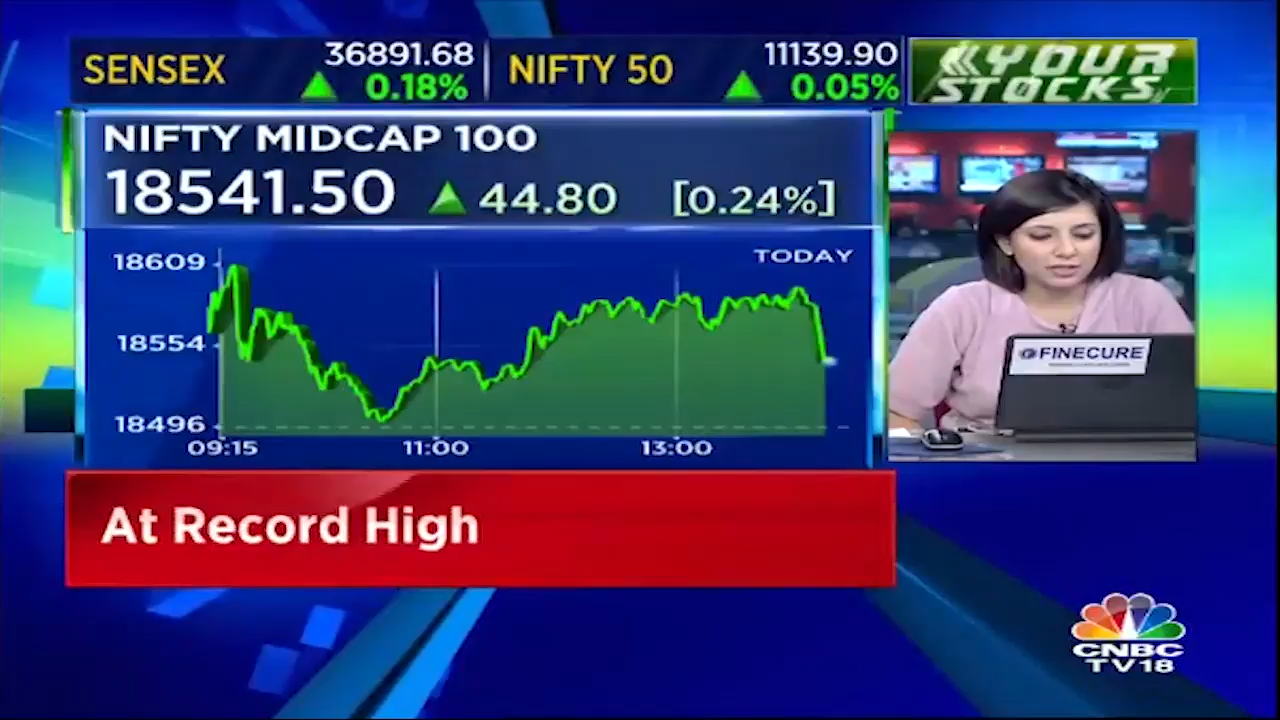 SENSEX
36891.68
0.18%
NIFTY 50
11139.90
0.05%
YOUR
STOCKS
NIFTY MIDCAP 100
18541.50 44.80 [0.24%]
TODAY
18609
18554
18496
09:15 11:00 13:00
FINECURE
At Record High
CNBC
TV18